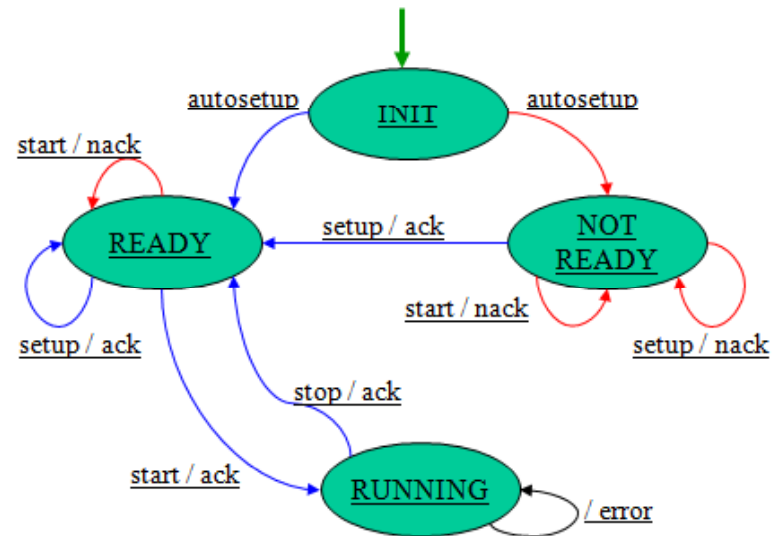 autosetup
INIT
autosetup
start / nack
READY
setup / ack
NOT
READY
setup / ack
start / nack
setup / nack
stop / ack
start / ack
RUNNING
/ error